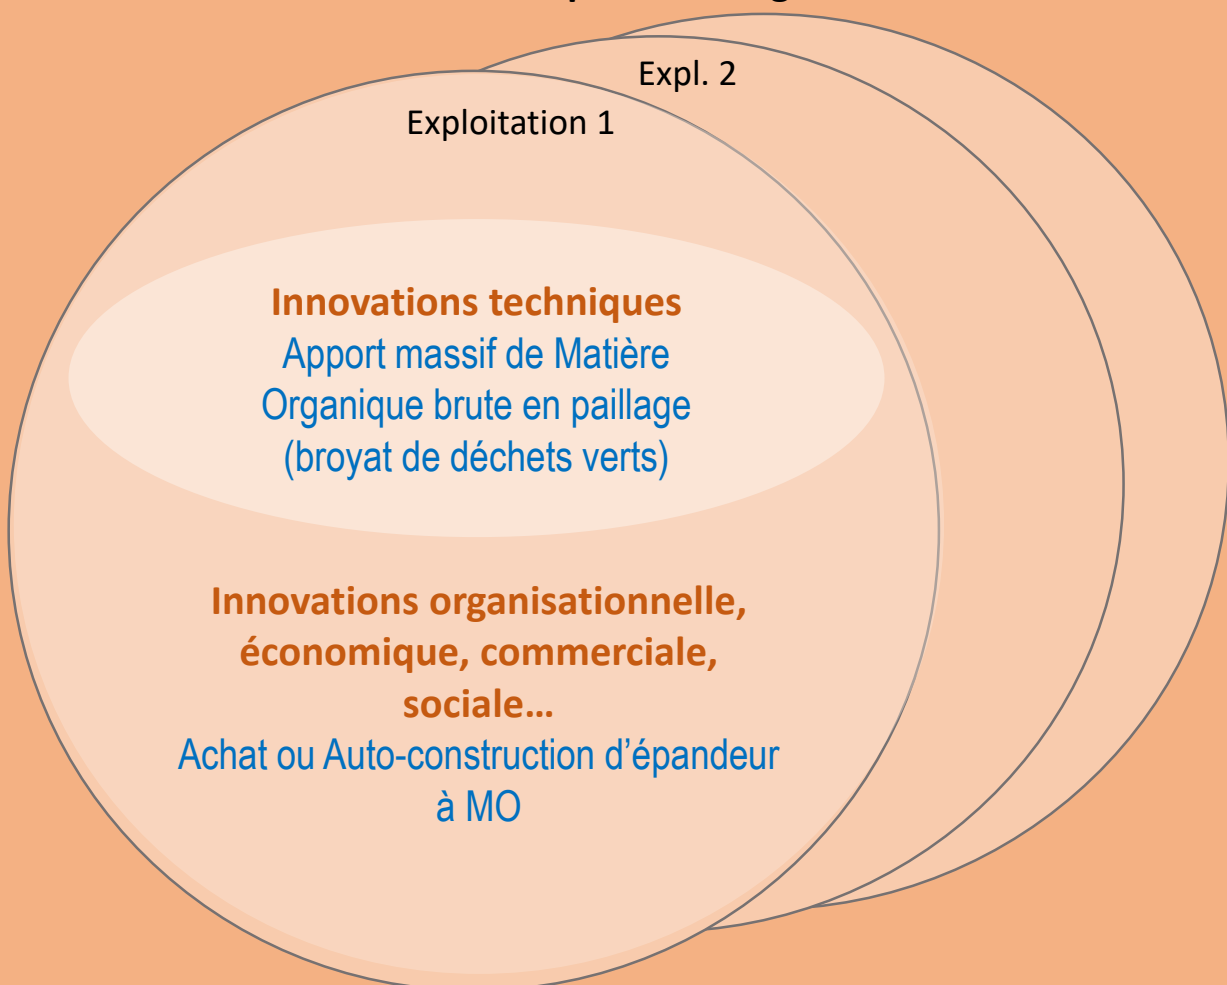 Expl. 2
Exploitation 1
Innovations techniques
Apport massif de Matière
Organique brute en paillage
(broyat de déchets verts)
Innovations organisationnelle,
économique, commerciale,
sociale…
Achat ou Auto-construction d’épandeur
à MO